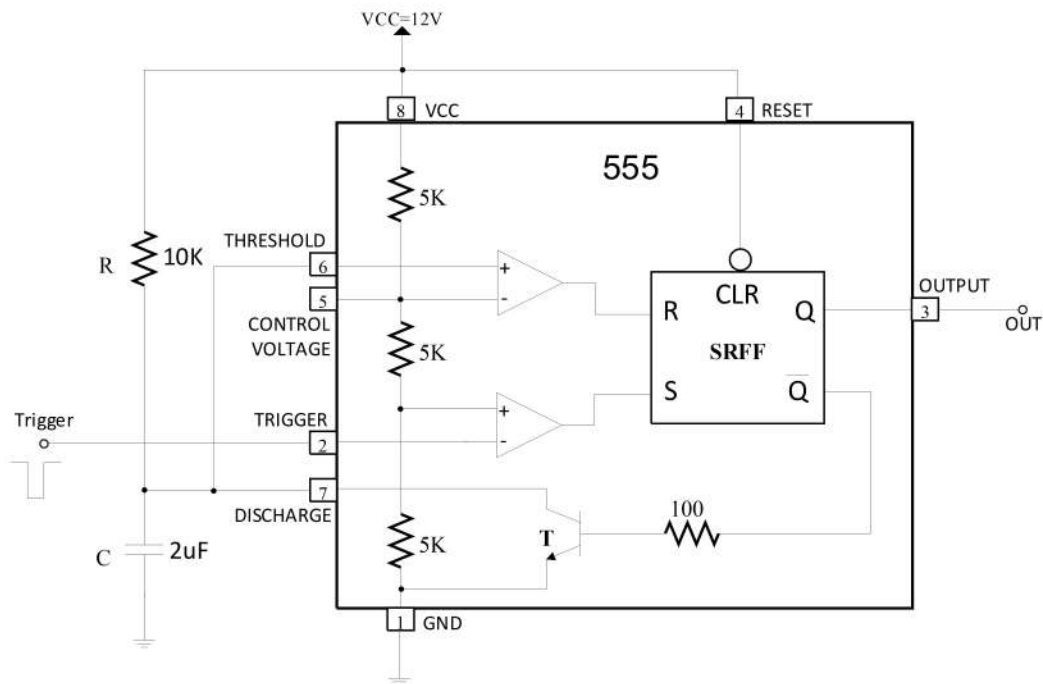 VCC=12V
8 VCC
4 RESET
555
5K
THRESHOLD
6
R 10K
5
CONTROL
VOLTAGE
CLR
R Q
SRFF
S Q̅
OUTPUT
3
OUT
5K
Trigger
TRIGGER
2
7
DISCHARGE
100
T
5K
C 2uF
1 GND
+
-
+
-